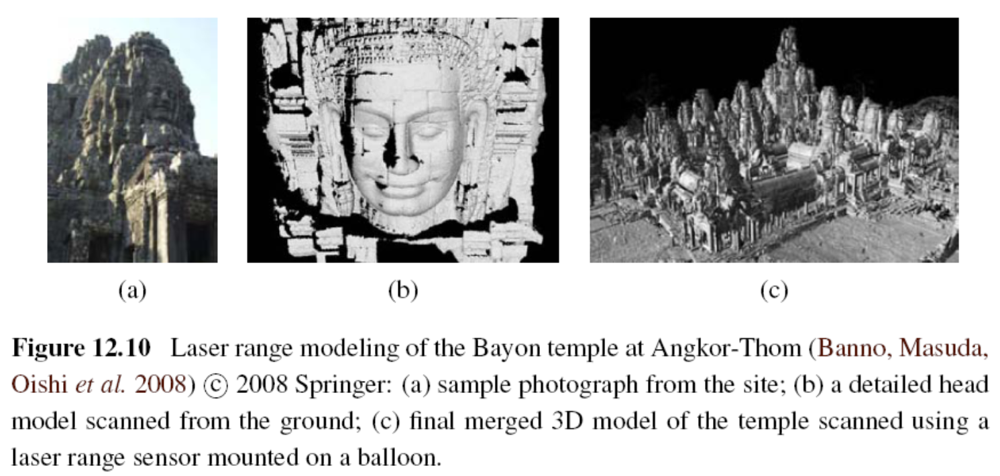 (a) (b) (c)
Figure 12.10 Laser range modeling of the Bayon temple at Angkor-Thom (Banno, Masuda,
Oishi et al. 2008) © 2008 Springer: (a) sample photograph from the site; (b) a detailed head
model scanned from the ground; (c) final merged 3D model of the temple scanned using a
laser range sensor mounted on a balloon.